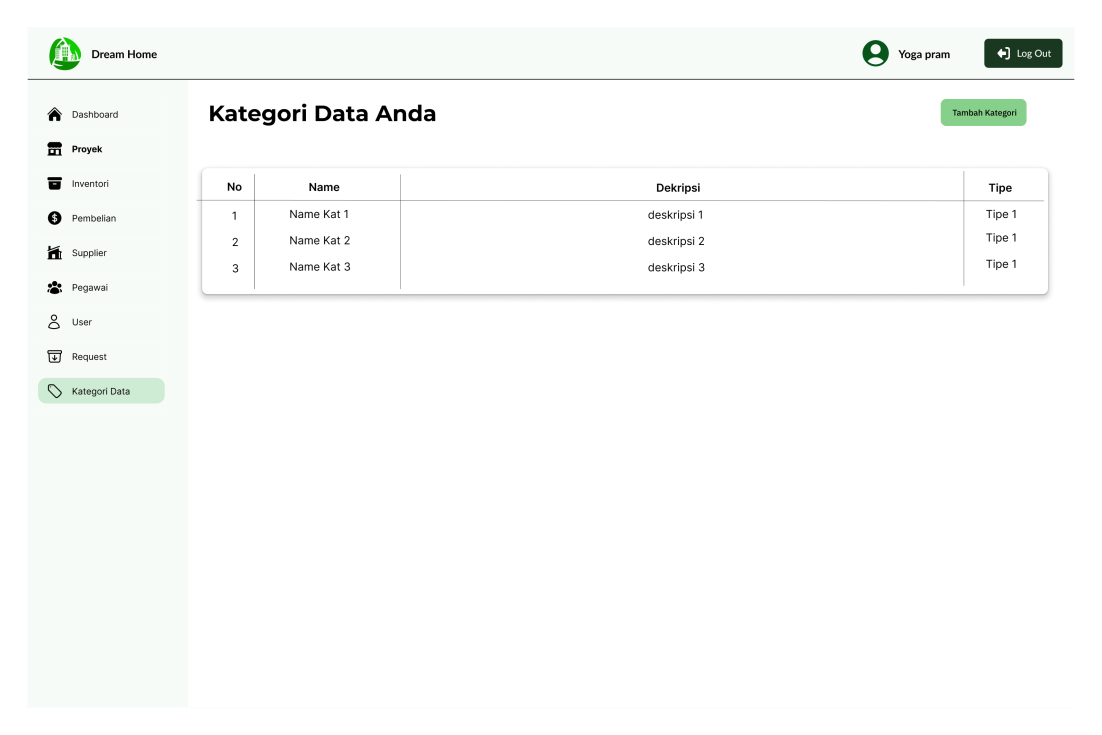 Dream Home
Yoga pram
Log Out
Dashboard
Proyek
Inventori
Pembelian
Supplier
Pegawai
User
Request
Kategori Data
Kategori Data Anda
Tambah Kategori
No Name Dekripsi Tipe
1 Name Kat 1 deskripsi 1 Tipe 1
2 Name Kat 2 deskripsi 2 Tipe 1
3 Name Kat 3 deskripsi 3 Tipe 1